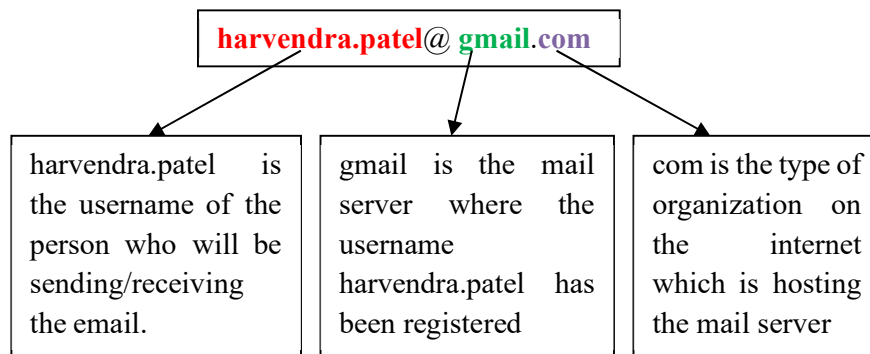 harvendra.patel@ gmail.com
harvendra.patel is
the username of the
person who will be
sending/receiving
the email.
gmail is the mail
server where the
username
harvendra.patel has
been registered
com is the type of
organization on
the internet
which is hosting
the mail server